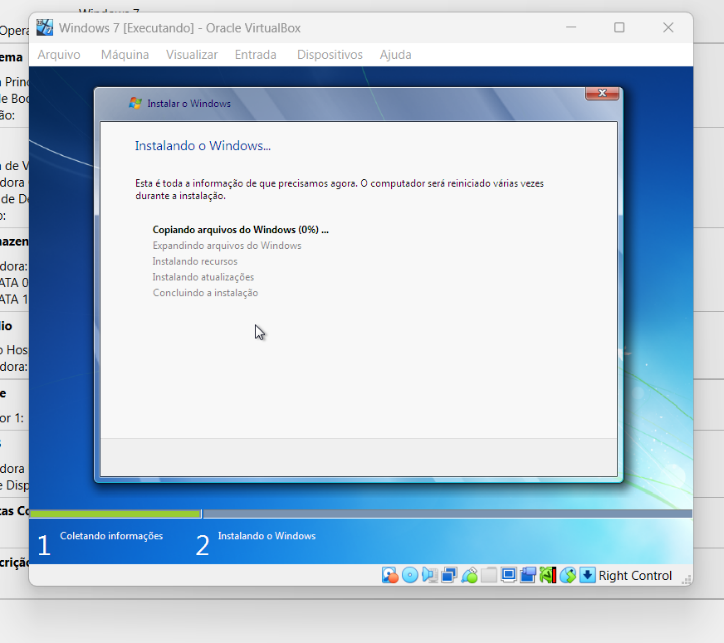 Windows 7
Opera
Windows 7 [Executando] - Oracle VirtualBox
Arquivo Máquina Visualizar Entrada Dispositivos Ajuda
ema
Princ
e Boo
ão:
Instalar o Windows
Instalando o Windows...
Esta é toda a informação de que precisamos agora. O computador será reiniciado várias vezes
durante a instalação.
Copiando arquivos do Windows (0%) ...
Expandindo arquivos do Windows
Instalando recursos
Instalando atualizações
Concluindo a instalação
de V
dora
de De
o:
mazen
dora:
ATA 0
ATA 1
io
o Hos
dora:
e
or 1:
s
dora
e Disp
tas Co
crição
1 Coletando informações
2 Instalando o Windows
Right Control